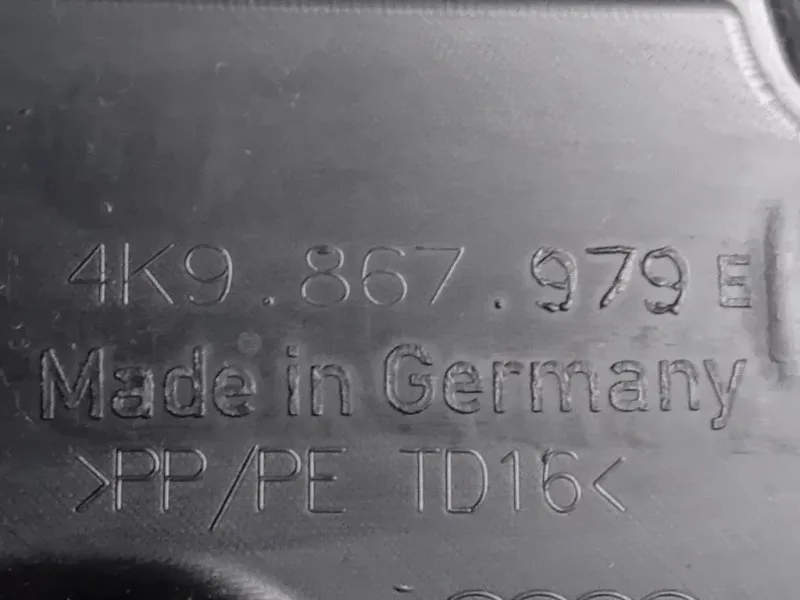 4K9.867.979 E
Made in Germany
>PP/PE TD16<